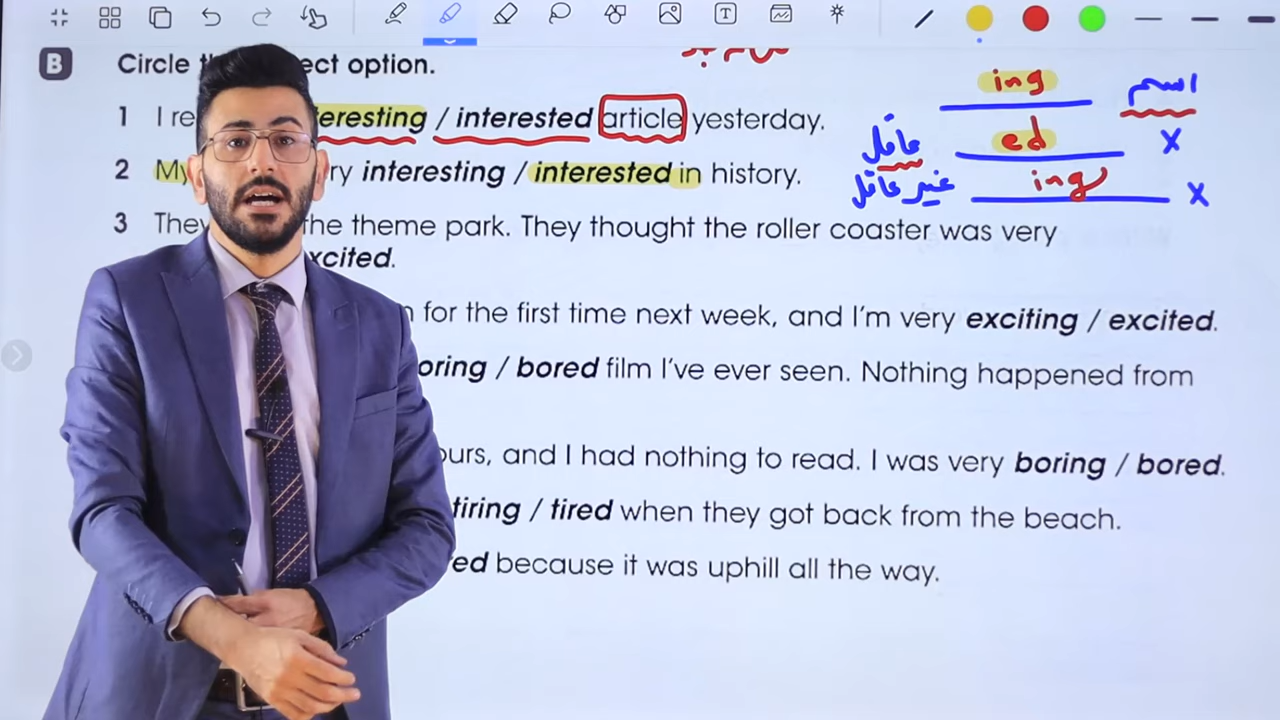 B Circle ect option.
1 I re eresting / interested article yesterday.
2 My ry interesting / interested in history.
3 They the theme park. They thought the roller coaster was very
xcited.
for the first time next week, and I'm very exciting / excited.
oring / bored film I've ever seen. Nothing happened from
ours, and I had nothing to read. I was very boring / bored.
tiring / tired when they got back from the beach.
ed because it was uphill all the way.
ing اسم
عاقل ed X
غير عاقل ing X